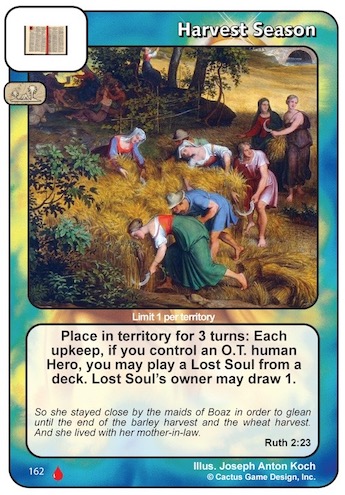 Harvest Season
Limit 1 per territory
Place in territory for 3 turns: Each
upkeep, if you control an O.T. human
Hero, you may play a Lost Soul from a
deck. Lost Soul's owner may draw 1.
So she stayed close by the maids of Boaz in order to glean
until the end of the barley harvest and the wheat harvest.
And she lived with her mother-in-law.
Ruth 2:23
162
Illus. Joseph Anton Koch
© Cactus Game Design, Inc.